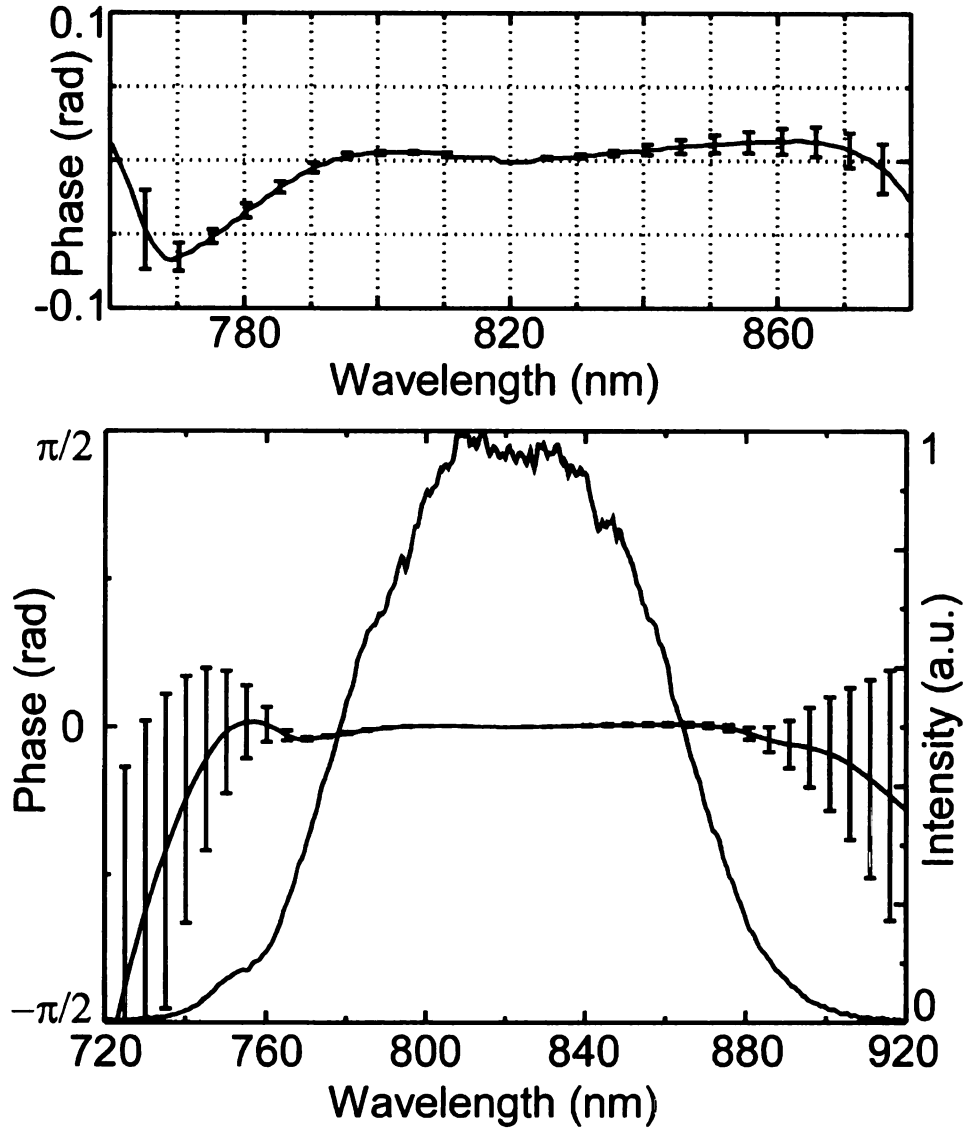 0.1
Phase (rad)
-0.1
780 820 860
Wavelength (nm)
π/2 1
Phase (rad)
0
Intensity (a.u.)
−π/2 0
720 760 800 840 880 920
Wavelength (nm)